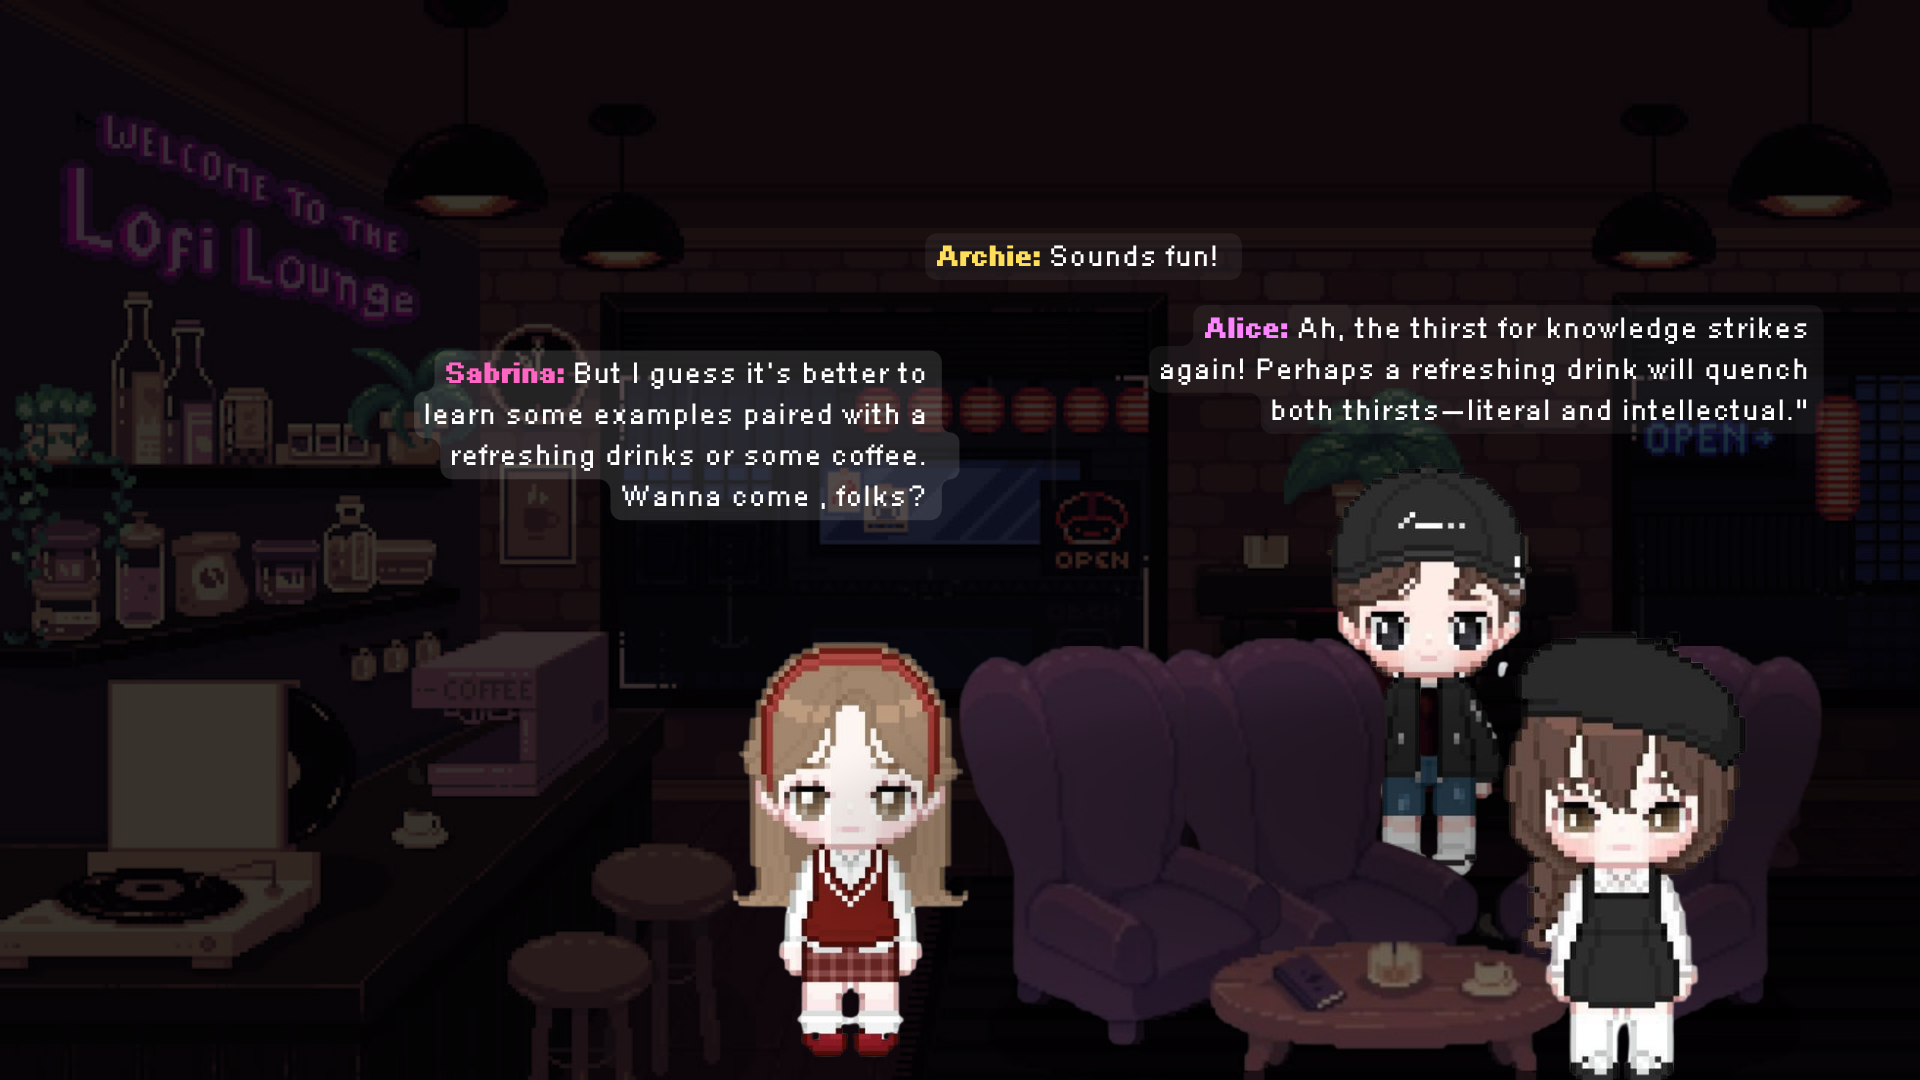 WELCOME TO THE
Lofi Lounge
Archie: Sounds fun!
Alice: Ah, the thirst for knowledge strikes
again! Perhaps a refreshing drink will quench
both thirsts—literal and intellectual."
Sabrina: But I guess it's better to
learn some examples paired with a
refreshing drinks or some coffee.
Wanna come , folks?
OPEN
OPEN
COFFEE